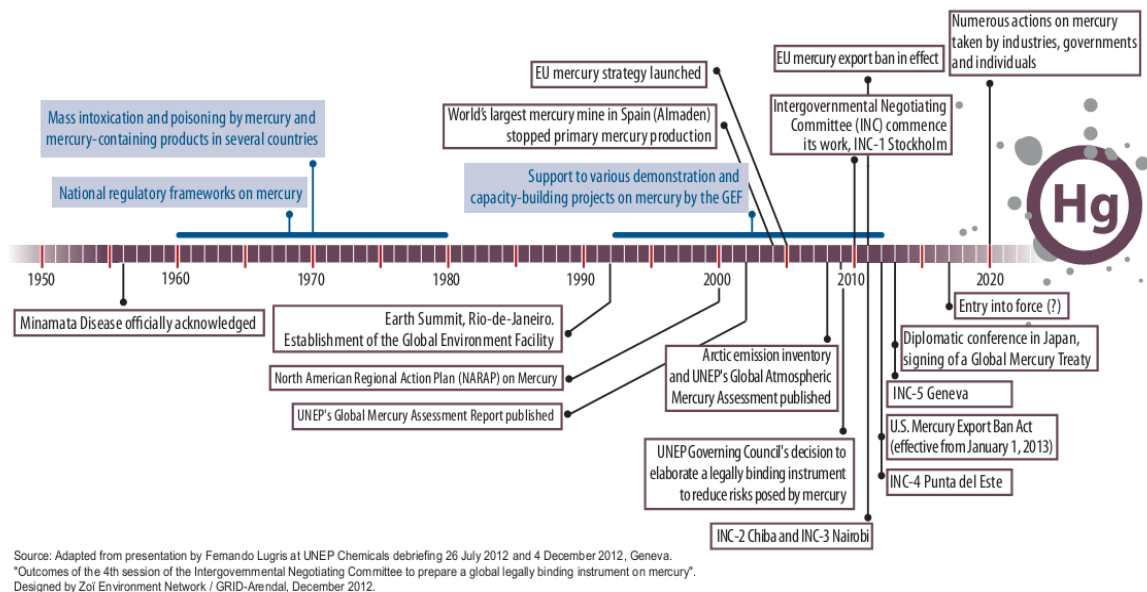 Numerous actions on mercury
taken by industries, governments
and individuals
EU mercury export ban in effect
EU mercury strategy launched
World's largest mercury mine in Spain (Almaden)
stopped primary mercury production
Intergovernmental Negotiating
Committee (INC) commence
its work, INC-1 Stockholm
Mass intoxication and poisoning by mercury and
mercury-containing products in several countries
National regulatory frameworks on mercury
Support to various demonstration and
capacity-building projects on mercury by the GEF
Hg
1950 1960 1970 1980 1990 2000 2010 2020
Minamata Disease officially acknowledged
Earth Summit, Rio-de-Janeiro.
Establishment of the Global Environment Facility
North American Regional Action Plan (NARAP) on Mercury
UNEP's Global Mercury Assessment Report published
Arctic emission inventory
and UNEP's Global Atmospheric
Mercury Assessment published
UNEP Governing Council's decision to
elaborate a legally binding instrument
to reduce risks posed by mercury
INC-2 Chiba and INC-3 Nairobi
Entry into force (?)
Diplomatic conference in Japan,
signing of a Global Mercury Treaty
INC-5 Geneva
U.S. Mercury Export Ban Act
(effective from January 1, 2013)
INC-4 Punta del Este
Source: Adapted from presentation by Fernando Lugris at UNEP Chemicals debriefing 26 July 2012 and 4 December 2012, Geneva.
"Outcomes of the 4th session of the Intergovernmental Negotiating Committee to prepare a global legally binding instrument on mercury".
Designed by Zoï Environment Network / GRID-Arendal, December 2012.